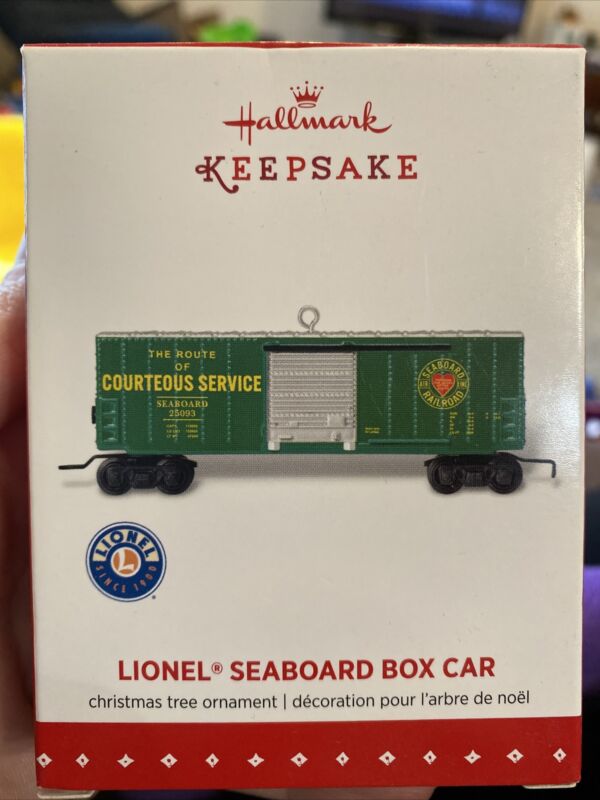 Hallmark
KEEPSAKE
THE ROUTE
OF
COURTEOUS SERVICE
SEABOARD
25093
SEABOARD
AIR LINE
RAILROAD
LIONEL
SINCE 1900
L
LIONEL® SEABOARD BOX CAR
christmas tree ornament | décoration pour l'arbre de noël